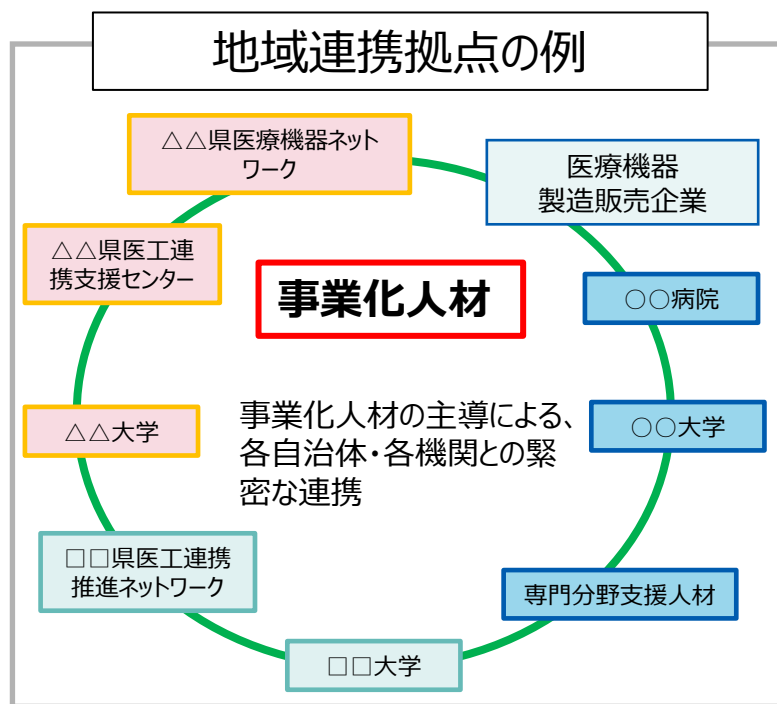 地域連携拠点の例
△△県医療機器ネット
ワーク
医療機器
製造販売企業
△△県医工連
携支援センター
事業化人材
○○病院
△△大学
事業化人材の主導による、
各自治体・各機関との緊
密な連携
○○大学
□□県医工連携
推進ネットワーク
専門分野支援人材
□□大学